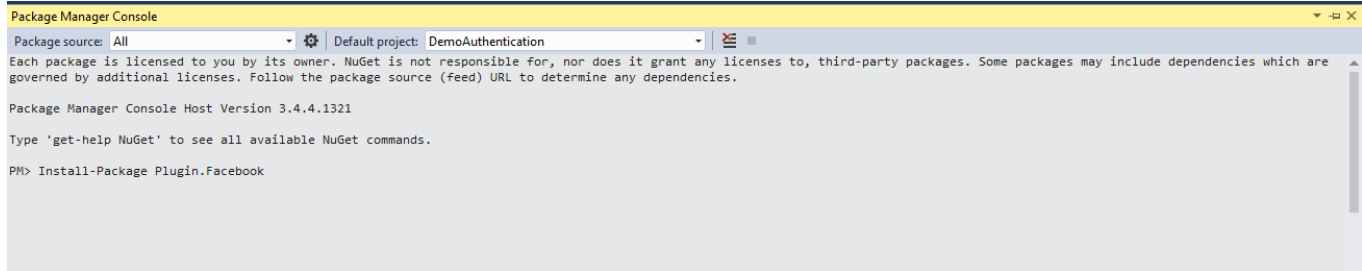 Package Manager Console
Package source: All Default project: DemoAuthentication
Each package is licensed to you by its owner. NuGet is not responsible for, nor does it grant any licenses to, third-party packages. Some packages may include dependencies which are
governed by additional licenses. Follow the package source (feed) URL to determine any dependencies.
Package Manager Console Host Version 3.4.4.1321
Type 'get-help NuGet' to see all available NuGet commands.
PM> Install-Package Plugin.Facebook